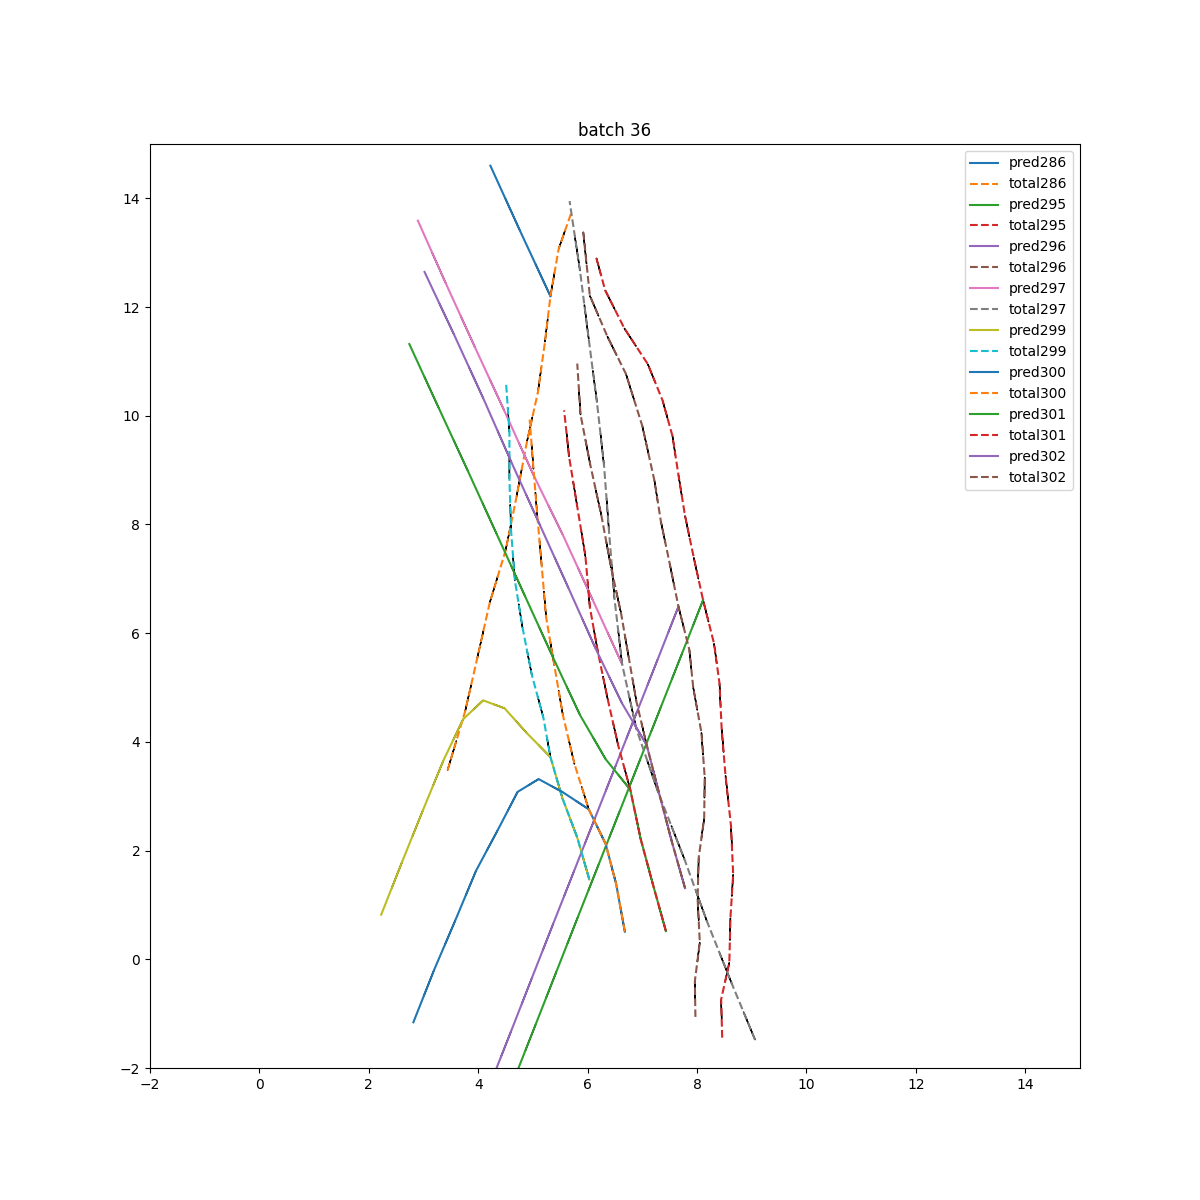 batch 36
pred286
total286
pred295
total295
pred296
total296
pred297
total297
pred299
total299
pred300
total300
pred301
total301
pred302
total302
14
12
10
8
6
4
2
0
−2
−2 0 2 4 6 8 10 12 14